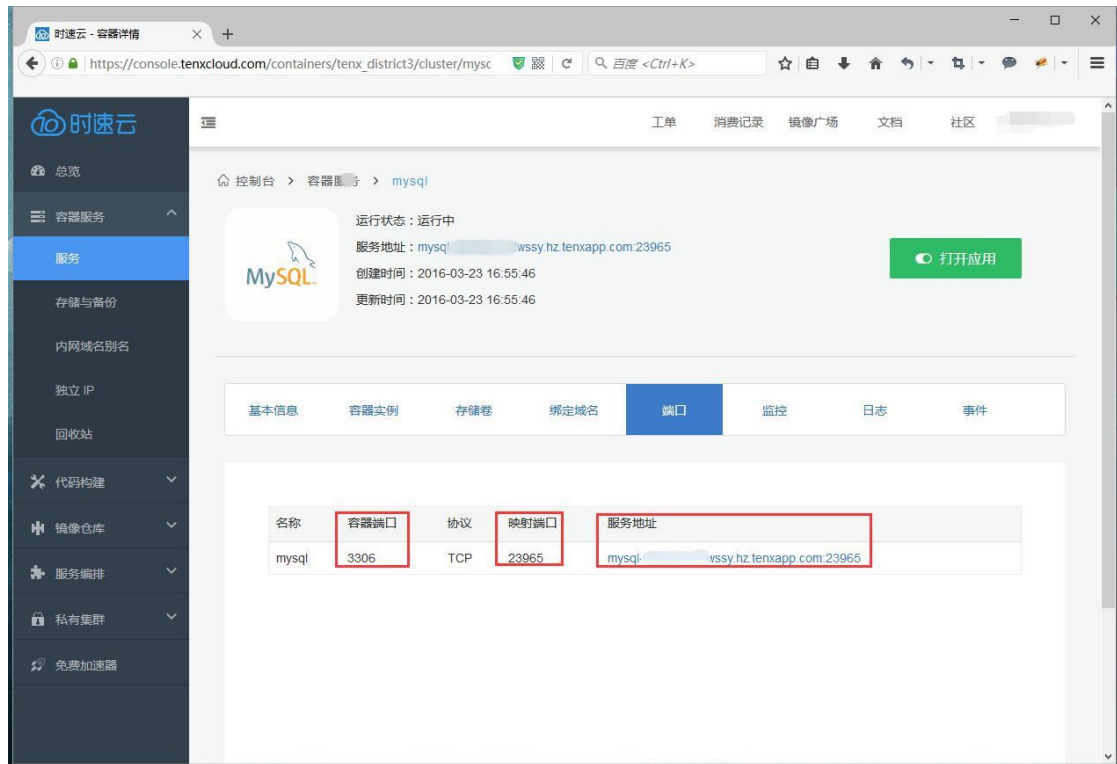 时速云 - 容器详情
https://console.tenxcloud.com/containers/tenx_district3/cluster/mysc
百度 <Ctrl+K>
时速云
工单 消费记录 镜像广场 文档 社区
总览
控制台 > 容器 > mysql
容器服务
运行状态：运行中
服务地址：mysql wssy.hz.tenxapp.com:23965
创建时间：2016-03-23 16:55:46
更新时间：2016-03-23 16:55:46
MySQL
打开应用
服务
存储与备份
内网域名别名
独立 IP
回收站
基本信息 容器实例 存储卷 绑定域名 端口 监控 日志 事件
代码构建
镜像仓库
服务编排
私有集群
免费加速器
名称 容器端口 协议 映射端口 服务地址
mysql 3306 TCP 23965 mysql- wssy.hz.tenxapp.com:23965